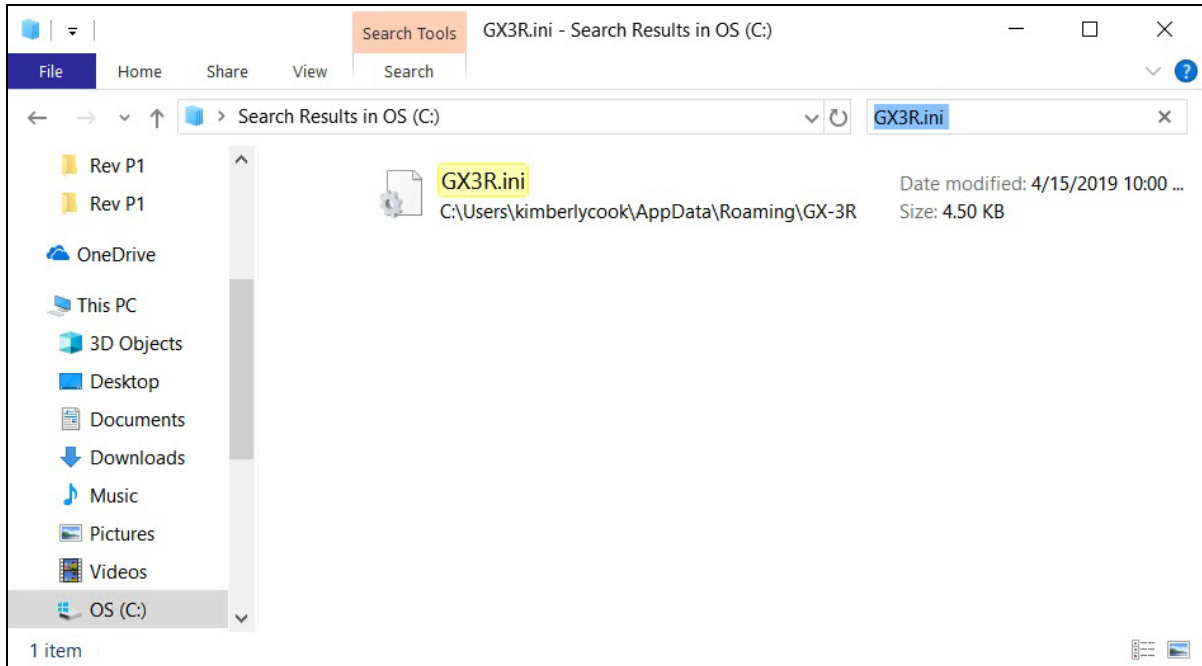 Search Tools
GX3R.ini - Search Results in OS (C:)
File
Home
Share
View
Search
?
> Search Results in OS (C:)
GX3R.ini
Rev P1
Rev P1
OneDrive
This PC
3D Objects
Desktop
Documents
Downloads
Music
Pictures
Videos
OS (C:)
GX3R.ini
C:\Users\kimberlycook\AppData\Roaming\GX-3R
Date modified: 4/15/2019 10:00 ...
Size: 4.50 KB
1 item